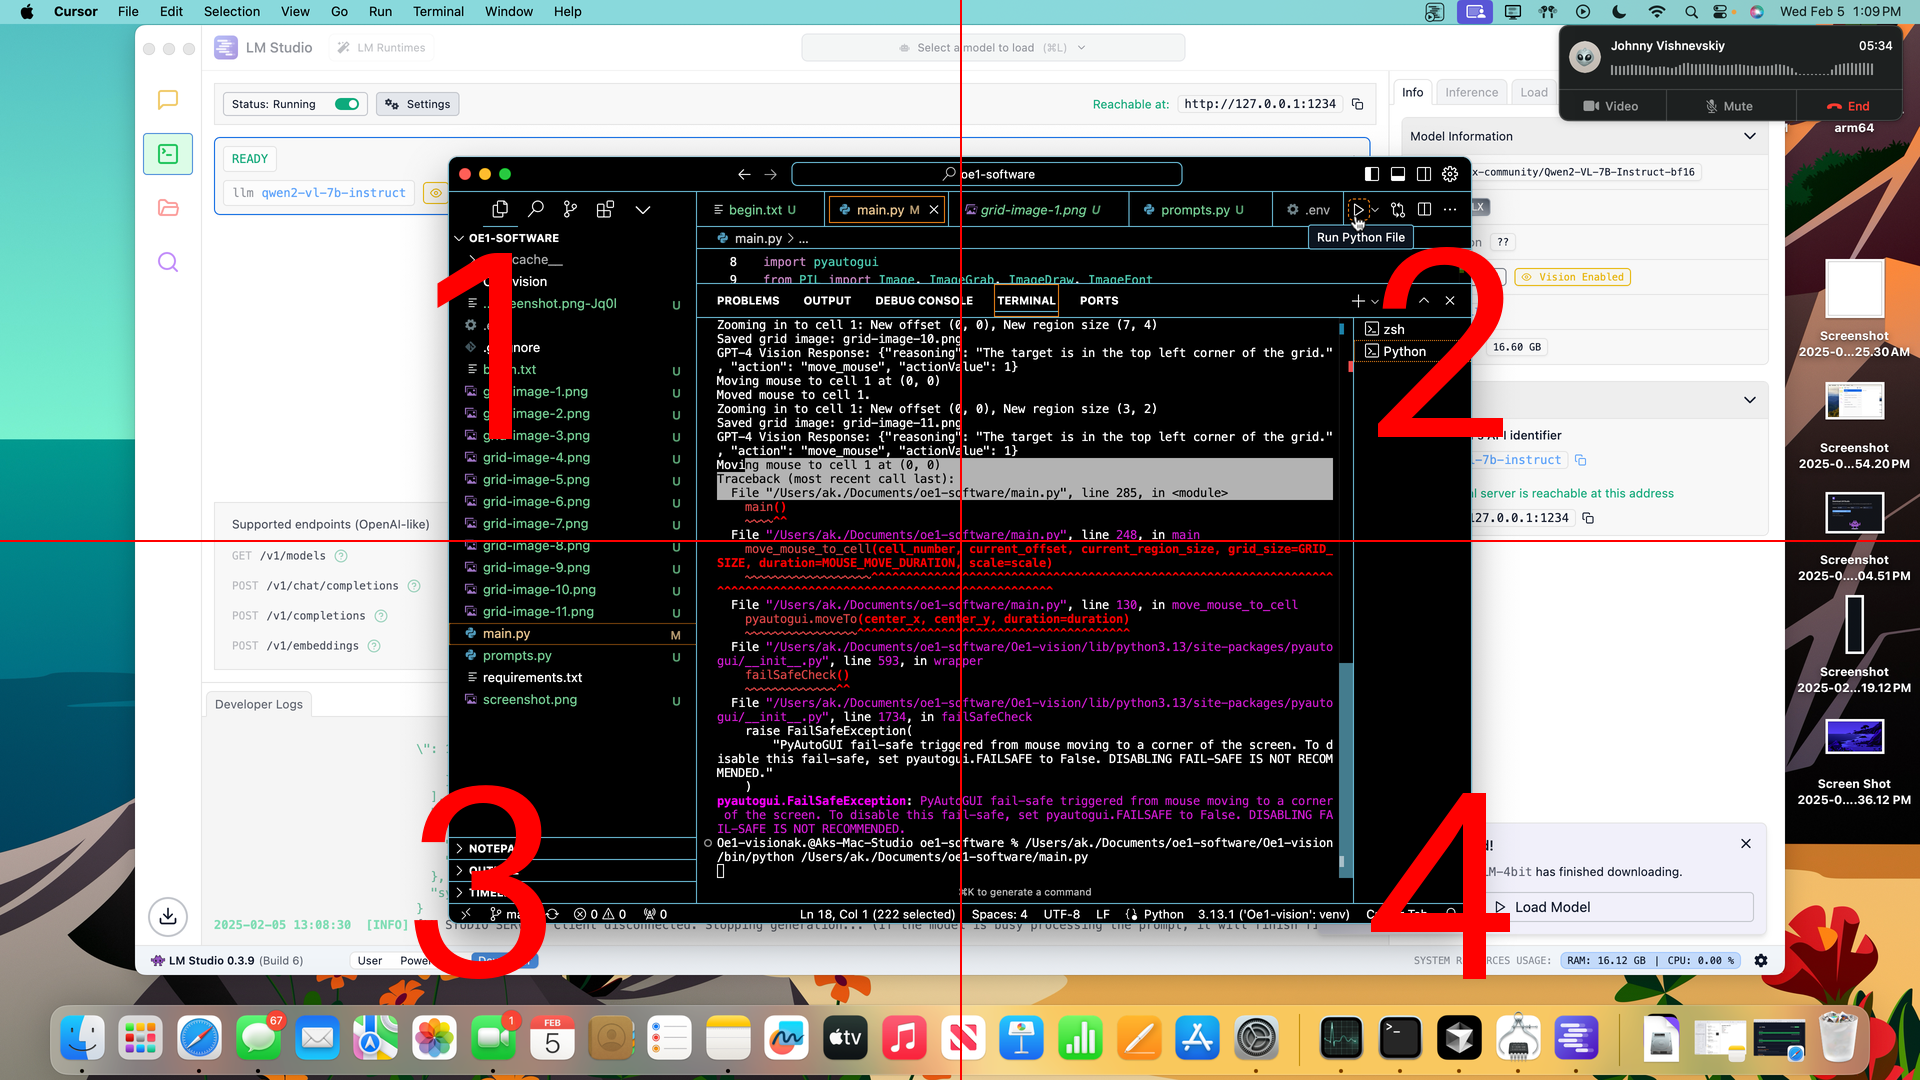 Cursor File Edit Selection View Go Run Terminal Window Help
Wed Feb 5 1:09 PM
LM Studio
LM Runtimes
Select a model to load (⌘L)
Johnny Vishnevskiy 05:34
Video Mute End
Status: Running
Settings
Reachable at: http://127.0.0.1:1234
Info Inference Load
arm64
Model Information
READY
llm qwen2-vl-7b-instruct
x-community/Qwen2-VL-7B-Instruct-bf16
LX
??
Vision Enabled
16.60 GB
API identifier
-7b-instruct
server is reachable at this address
127.0.0.1:1234
oe1-software
begin.txt U
main.py M
grid-image-1.png U
prompts.py U
.env
Run Python File
main.py > ...
8 import pyautogui
9 from PIL import Image, ImageGrab, ImageDraw, ImageFont
OE1-SOFTWARE
cache__
vision
eenshot.png-Jq0l U
U
nore
txt U
grid-image-1.png U
grid-image-2.png U
grid-image-3.png U
grid-image-4.png U
grid-image-5.png U
grid-image-6.png U
grid-image-7.png U
grid-image-8.png U
grid-image-9.png U
grid-image-10.png U
grid-image-11.png U
main.py M
prompts.py U
requirements.txt
screenshot.png U
NOTEPA
TIMEL
PROBLEMS OUTPUT DEBUG CONSOLE TERMINAL PORTS
zsh
Python
Zooming in to cell 1: New offset (0, 0), New region size (7, 4)
Saved grid image: grid-image-10.png
GPT-4 Vision Response: {"reasoning": "The target is in the top left corner of the grid."
, "action": "move_mouse", "actionValue": 1}
Moving mouse to cell 1 at (0, 0)
Moved mouse to cell 1.
Zooming in to cell 1: New offset (0, 0), New region size (3, 2)
Saved grid image: grid-image-11.png
GPT-4 Vision Response: {"reasoning": "The target is in the top left corner of the grid."
, "action": "move_mouse", "actionValue": 1}
Moving mouse to cell 1 at (0, 0)
Traceback (most recent call last):
File "/Users/ak./Documents/oe1-software/main.py", line 285, in <module>
main()
~~~~^^
File "/Users/ak./Documents/oe1-software/main.py", line 248, in main
move_mouse_to_cell(cell_number, current_offset, current_region_size, grid_size=GRID_
SIZE, duration=MOUSE_MOVE_DURATION, scale=scale)
File "/Users/ak./Documents/oe1-software/main.py", line 130, in move_mouse_to_cell
pyautogui.moveTo(center_x, center_y, duration=duration)
File "/Users/ak./Documents/oe1-software/Oe1-vision/lib/python3.13/site-packages/pyauto
gui/__init__.py", line 593, in wrapper
failSafeCheck()
File "/Users/ak./Documents/oe1-software/Oe1-vision/lib/python3.13/site-packages/pyauto
gui/__init__.py", line 1734, in failSafeCheck
raise FailSafeException(
"PyAutoGUI fail-safe triggered from mouse moving to a corner of the screen. To d
isable this fail-safe, set pyautogui.FAILSAFE to False. DISABLING FAIL-SAFE IS NOT RECOM
MENDED."
)
pyautogui.FailSafeException: PyAutoGUI fail-safe triggered from mouse moving to a corner
of the screen. To disable this fail-safe, set pyautogui.FAILSAFE to False. DISABLING FA
IL-SAFE IS NOT RECOMMENDED.
Oe1-visionak.@Aks-Mac-Studio oe1-software % /Users/ak./Documents/oe1-software/Oe1-vision
/bin/python /Users/ak./Documents/oe1-software/main.py
⌘K to generate a command
0 0 0
Ln 18, Col 1 (222 selected) Spaces: 4 UTF-8 LF Python 3.13.1 ('Oe1-vision': venv)
Supported endpoints (OpenAI-like)
GET /v1/models
POST /v1/chat/completions
POST /v1/completions
POST /v1/embeddings
Developer Logs
2025-02-05 13:08:30 [INFO]
Client disconnected. Stopping generation... (If the model is busy processing the prompt, it will finish f
LM Studio 0.3.9 (Build 6)
User Power
SYSTEM RESOURCES USAGE: RAM: 16.12 GB | CPU: 0.00 %
LM-4bit has finished downloading.
Load Model
Screenshot
2025-0...25.30 AM
Screenshot
2025-0...54.20 PM
Screenshot
2025-0....04.51 PM
Screenshot
2025-02...19.12 PM
Screen Shot
2025-0....36.12 PM
1
2
3
4
67
1
FEB
5
tv